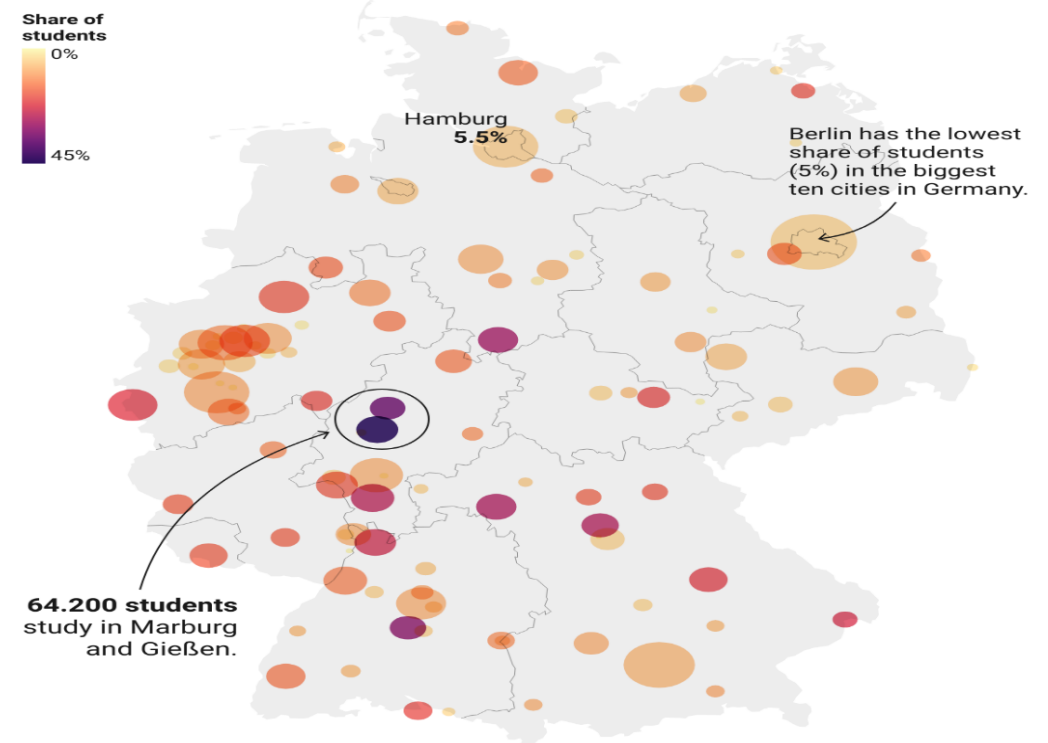 Share of
students
0%
45%
Hamburg
5.5%
Berlin has the lowest
share of students
(5%) in the biggest
ten cities in Germany.
64.200 students
study in Marburg
and Gießen.